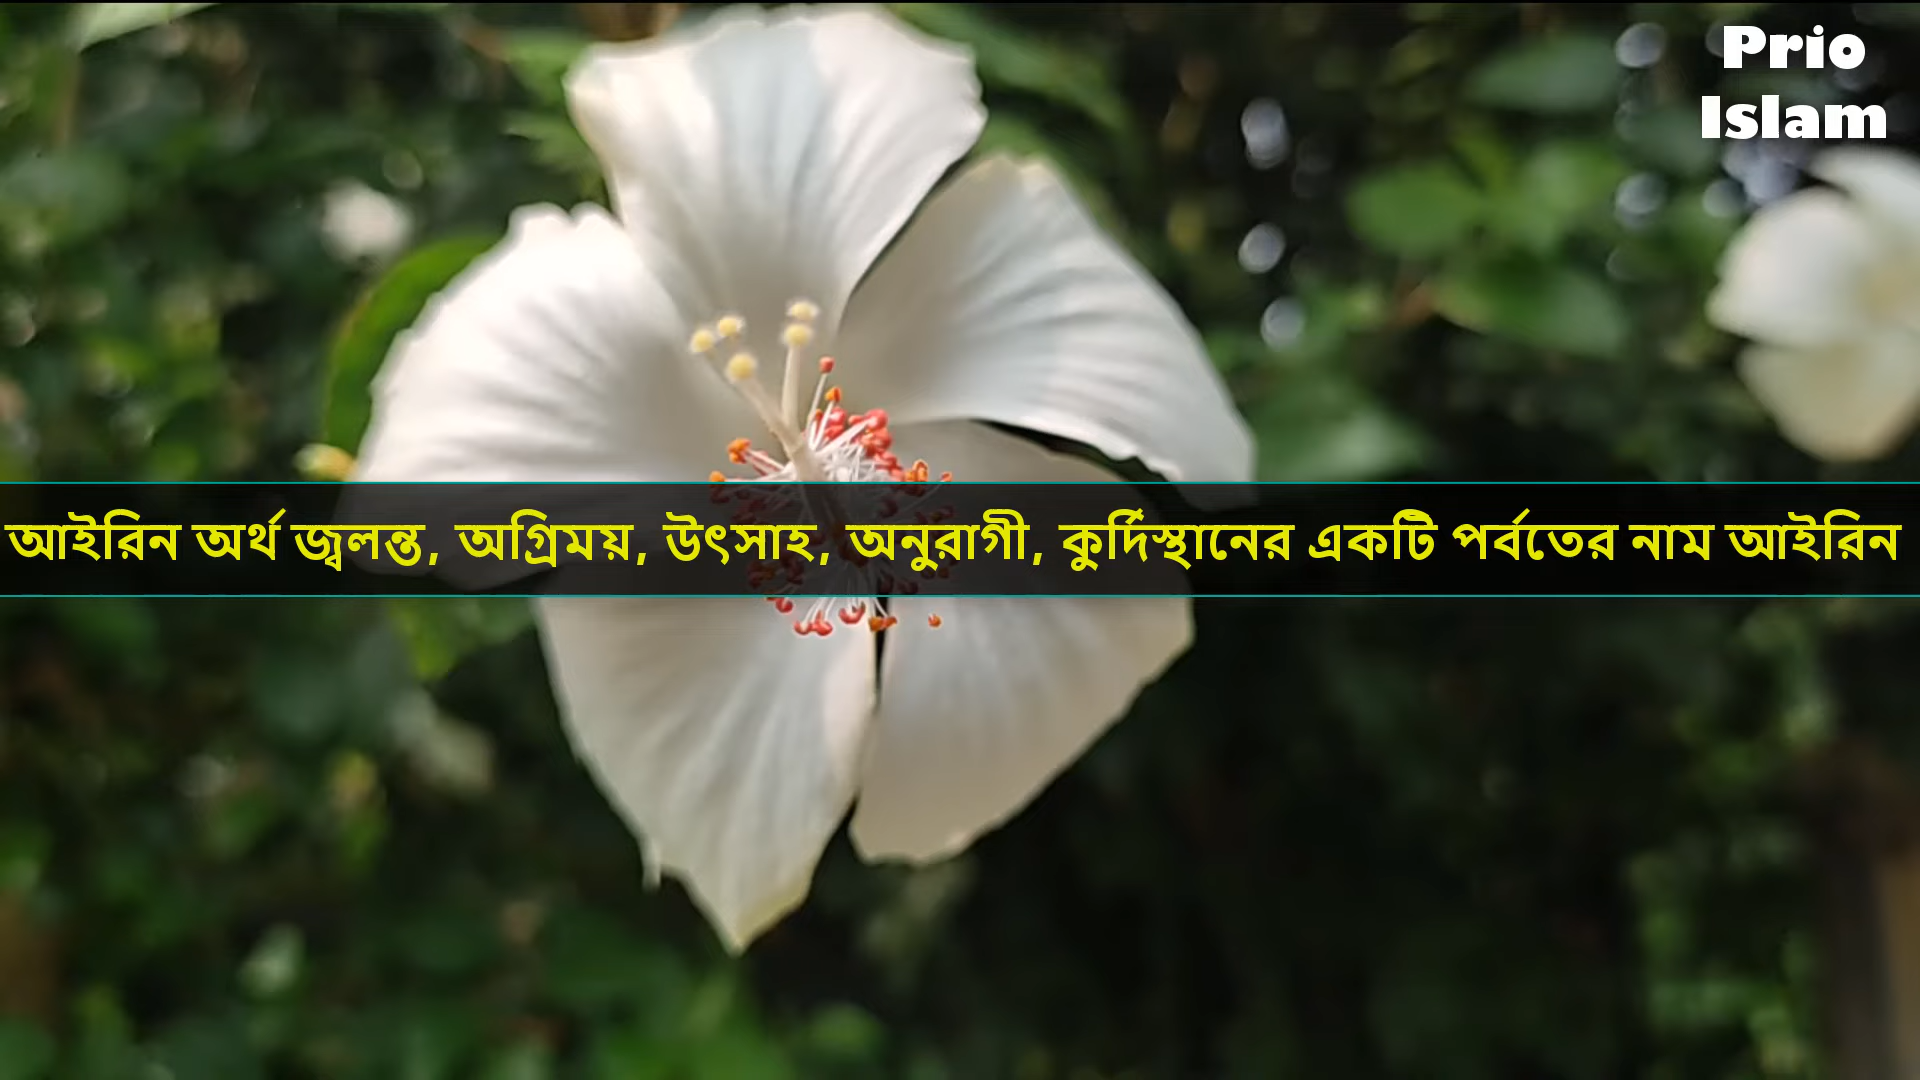 Prio
Islam
আইরিন অর্থ জ্বলন্ত, অগ্নিময়, উৎসাহ, অনুরাগী, কুর্দিস্থানের একটি পর্বতের নাম আইরিন